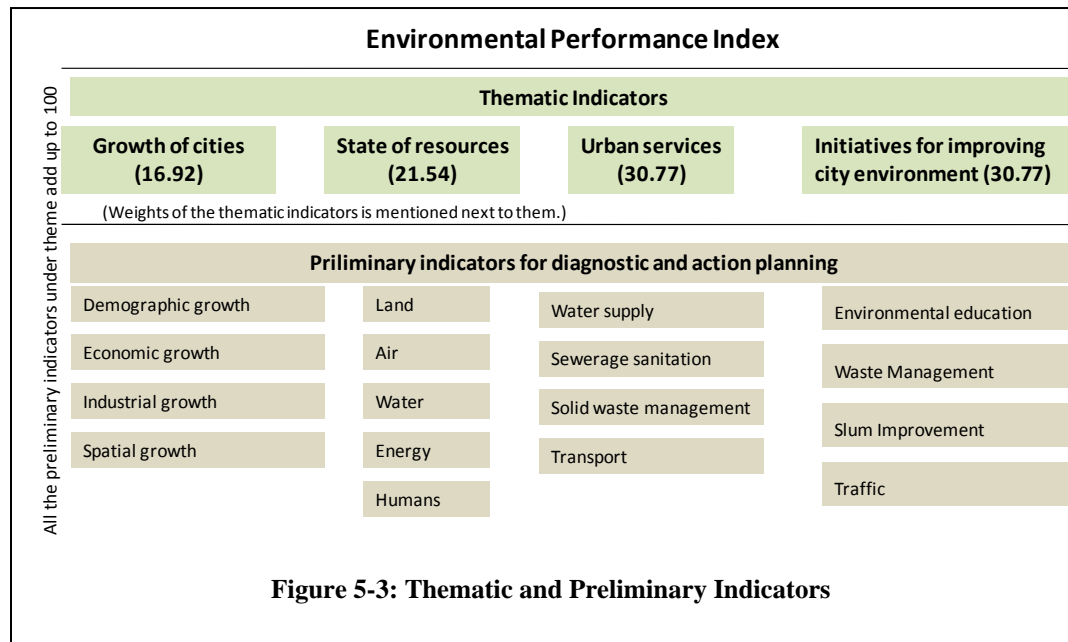 Environmental Performance Index
All the preliminary indicators under theme add up to 100
Thematic Indicators
Growth of cities
(16.92)
State of resources
(21.54)
Urban services
(30.77)
Initiatives for improving
city environment (30.77)
(Weights of the thematic indicators is mentioned next to them.)
Priliminary indicators for diagnostic and action planning
Demographic growth
Economic growth
Industrial growth
Spatial growth
Land
Air
Water
Energy
Humans
Water supply
Sewerage sanitation
Solid waste management
Transport
Environmental education
Waste Management
Slum Improvement
Traffic
Figure 5-3: Thematic and Preliminary Indicators